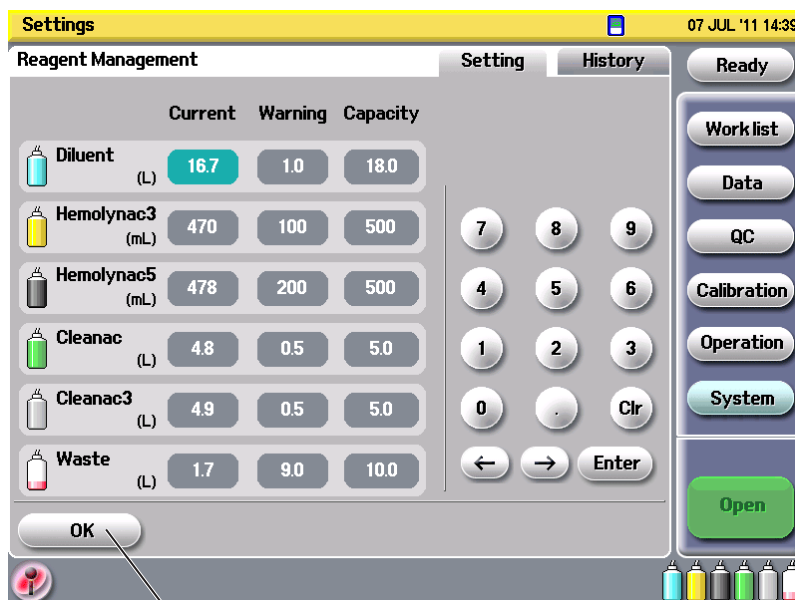 Settings
07 JUL '11 14:39
Reagent Management
Setting
History
Ready
Current Warning Capacity
Work list
Diluent
(L) 16.7 1.0 18.0
Data
Hemolynac3
(mL) 470 100 500
7 8 9
QC
Hemolynac5
(mL) 478 200 500
4 5 6
Calibration
Cleanac
(L) 4.8 0.5 5.0
1 2 3
Operation
Cleanac3
(L) 4.9 0.5 5.0
0 . Clr
System
Waste
(L) 1.7 9.0 10.0
← → Enter
Open
OK